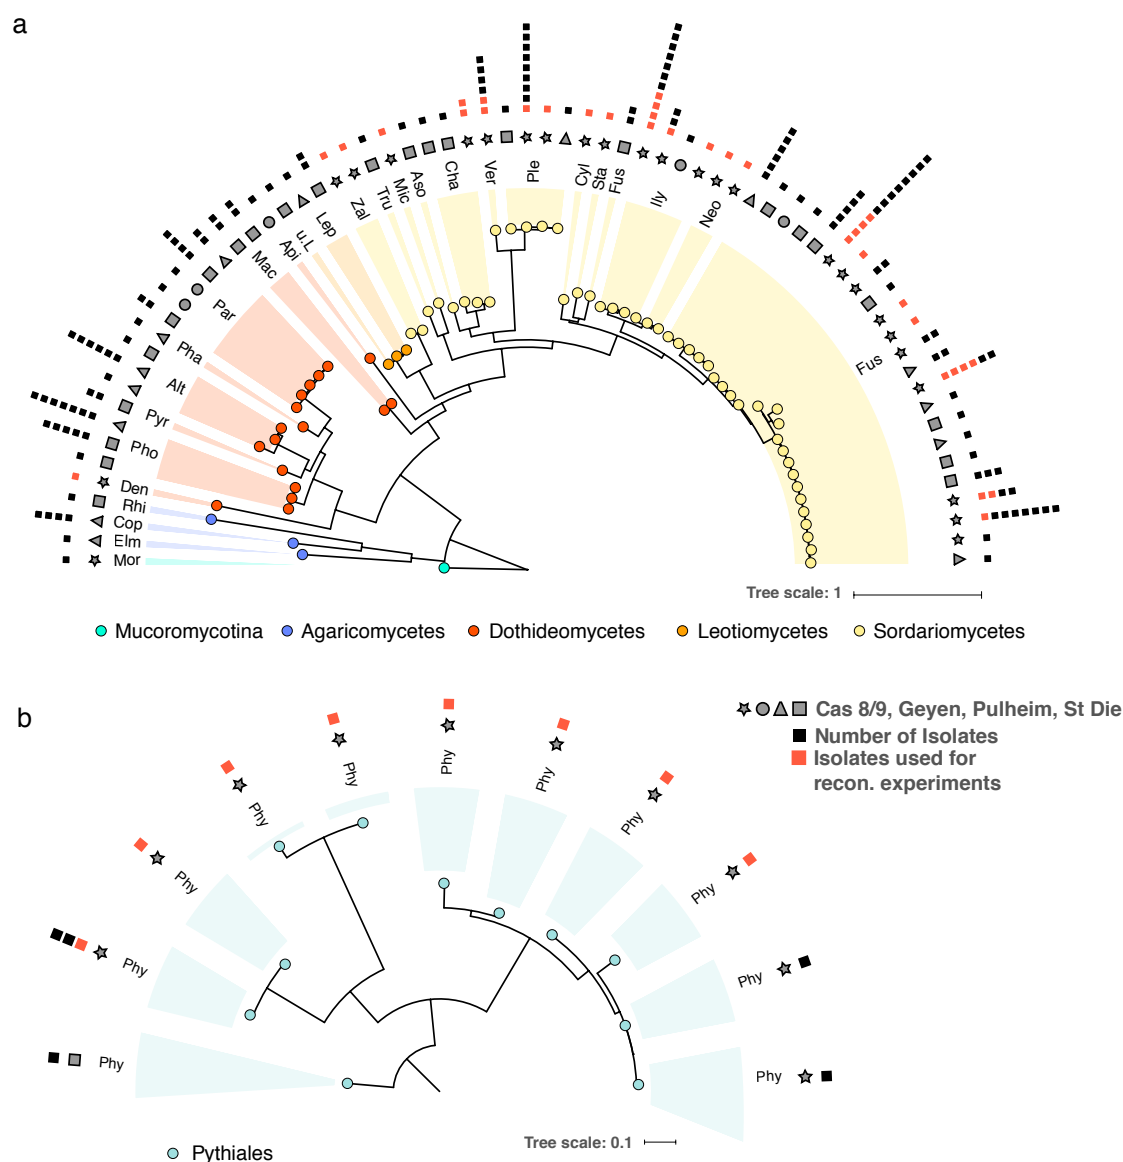 a
Mor
Elm
Cop
Rhi
Den
Pho
Pyr
Alt
Pha
Par
Mac
Api
u.L
Lep
Zal
Tru
Mic
Aso
Cha
Ver
Ple
Cyl
Sta
Fus
Ily
Neo
Fus
Tree scale: 1
Mucoromycotina Agaricomycetes Dothideomycetes Leotiomycetes Sordariomycetes
b
Cas 8/9, Geyen, Pulheim, St Die
Number of Isolates
Isolates used for
recon. experiments
Phy
Phy
Phy
Phy
Phy
Phy
Phy
Phy
Phy
Phy
Phy
Tree scale: 0.1
Pythiales